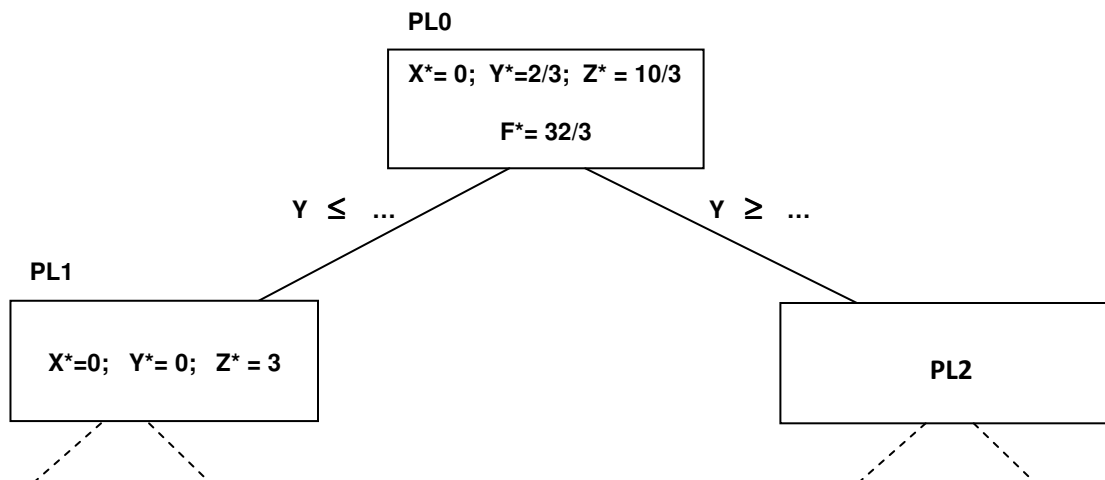 PL0
X*= 0; Y*=2/3; Z* = 10/3
F*= 32/3
Y ≤ ...
Y ≥ ...
PL1
X*=0; Y*= 0; Z* = 3
PL2